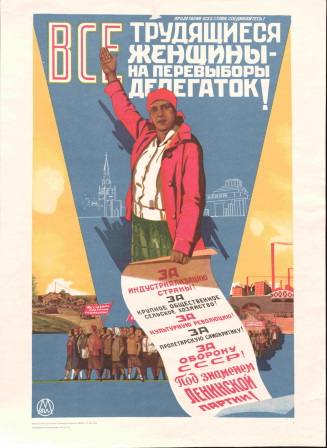 ПРОЛЕТАРИИ ВСЕХ СТРАН, СОЕДИНЯЙТЕСЬ!
ВСЕ ТРУДЯЩИЕСЯ
ЖЕНЩИНЫ-
НА ПЕРЕВЫБОРЫ
ДЕЛЕГАТОК!
ЗА
ИНДУСТРИАЛИЗАЦИЮ
СТРАНЫ!
ЗА
КРУПНОЕ, ОБЩЕСТВЕННОЕ
СЕЛЬСКОЕ ХОЗЯЙСТВО!
ЗА
КУЛЬТУРНУЮ РЕВОЛЮЦИЮ!
ЗА
ПРОЛЕТАРСКУЮ САМОКРИТИКУ!
ЗА
ОБОРОНУ
СССР!
Под знаменем
ЛЕНИНСКОЙ
ПАРТИИ!